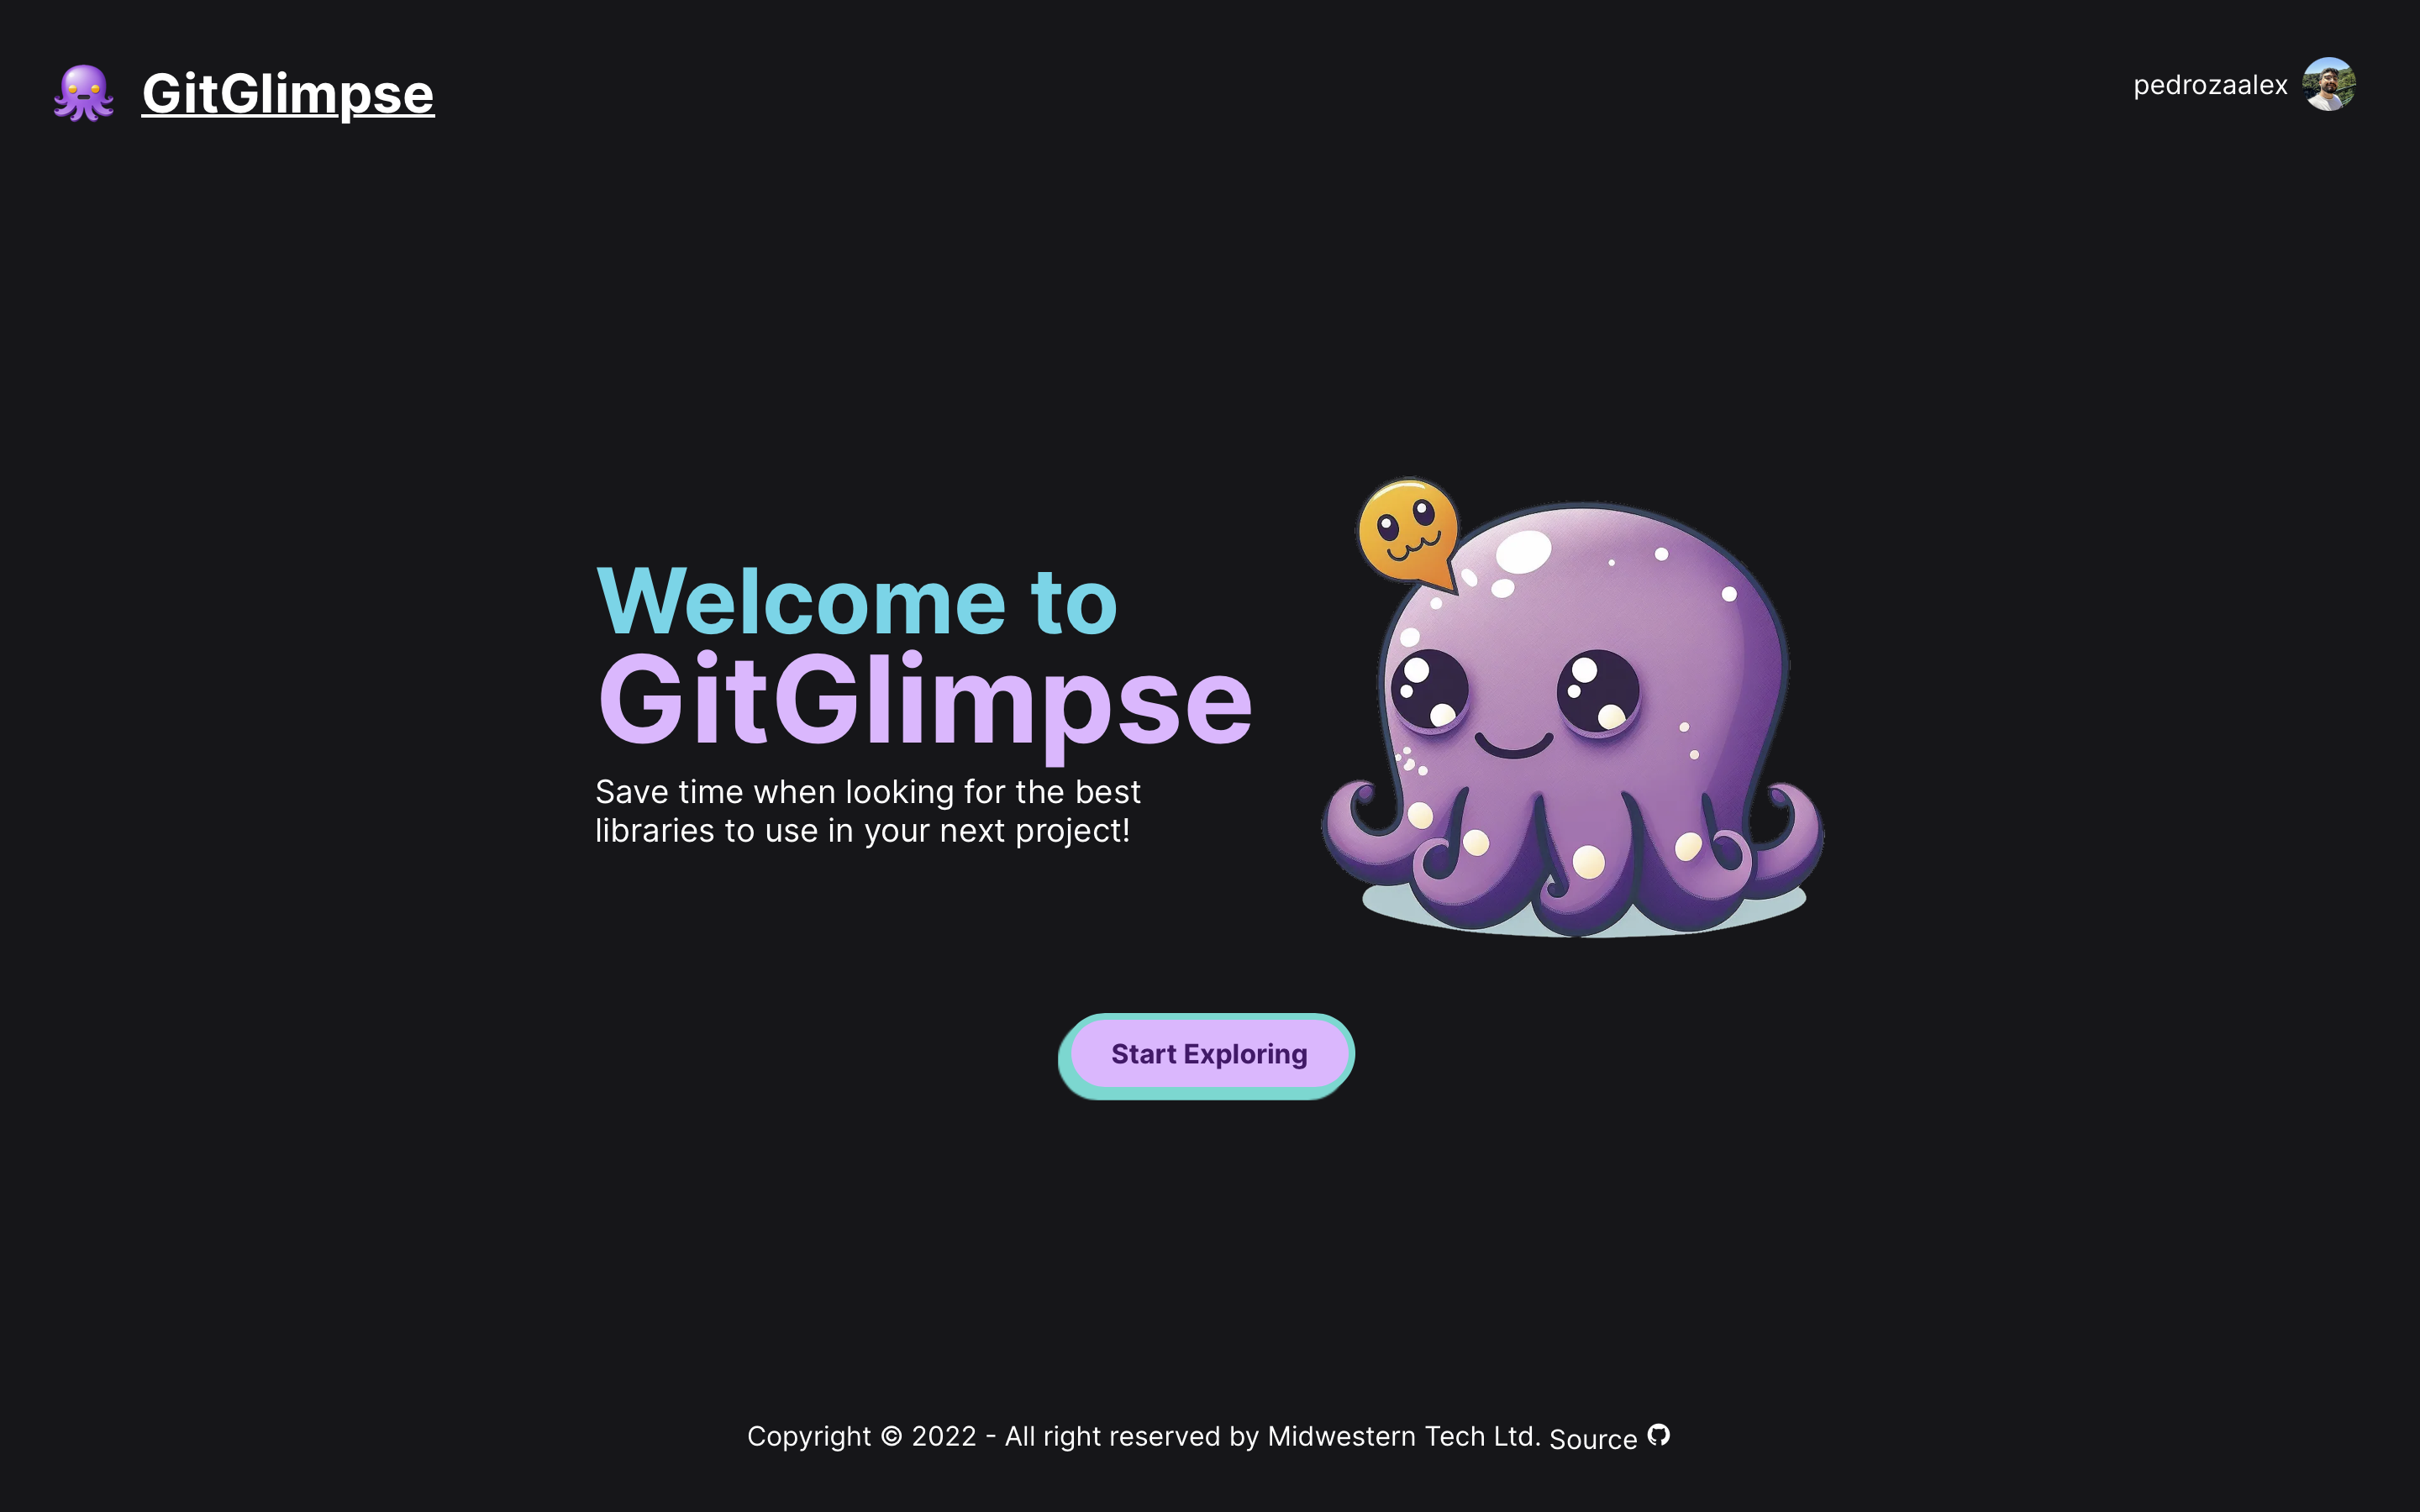 GitGlimpse
pedrozaalex
Welcome to
GitGlimpse
Save time when looking for the best
libraries to use in your next project!
Start Exploring
Copyright © 2022 - All right reserved by Midwestern Tech Ltd. Source